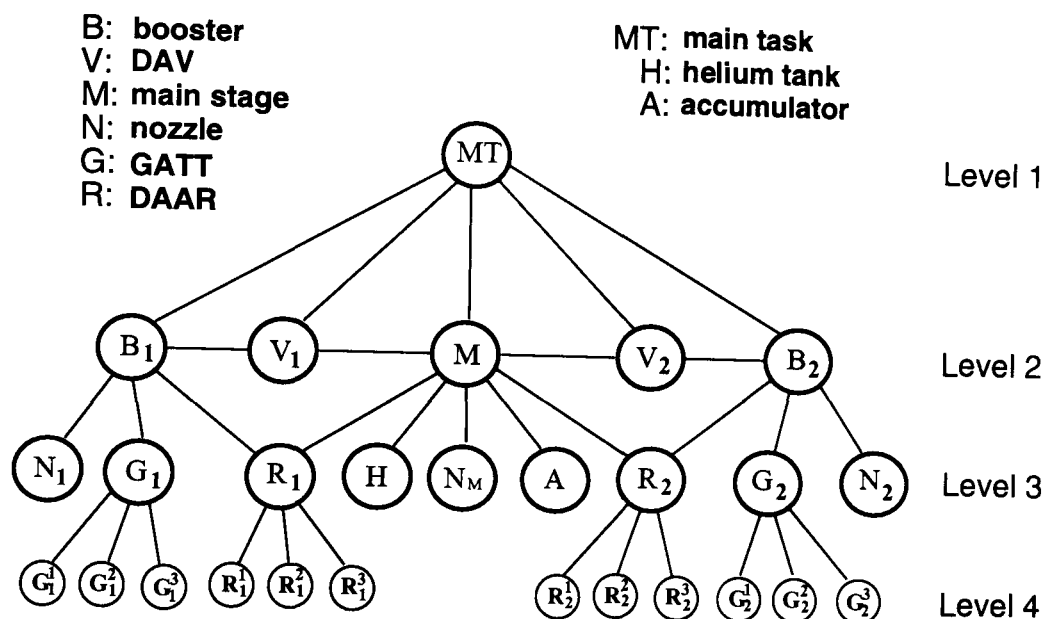 B: booster
V: DAV
M: main stage
N: nozzle
G: GATT
R: DAAR
MT: main task
H: helium tank
A: accumulator
MT
Level 1
B₁ V₁ M V₂ B₂
Level 2
N₁ G₁ R₁ H N_M A R₂ G₂ N₂
Level 3
G₁¹ G₁² G₁³ R₁¹ R₁² R₁³ R₂¹ R₂² R₂³ G₂¹ G₂² G₂³
Level 4